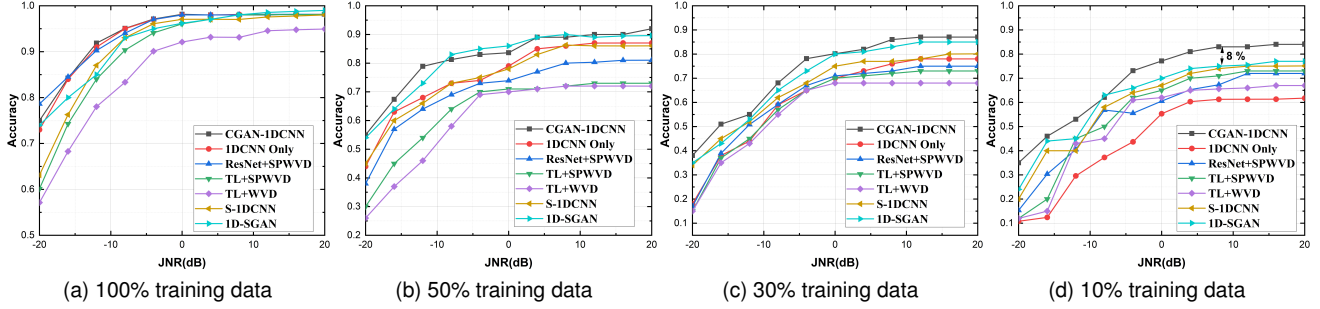 Accuracy
1.0
0.9
0.8
0.7
0.6
0.5
-20
-10
0
10
20
JNR(dB)
CGAN-1DCNN
1DCNN Only
ResNet+SPWVD
TL+SPWVD
TL+WVD
S-1DCNN
1D-SGAN
(a) 100% training data
Accuracy
0.9
0.8
0.7
0.6
0.5
0.4
0.3
0.2
-20
-10
0
10
20
JNR(dB)
CGAN-1DCNN
1DCNN Only
ResNet+SPWVD
TL+SPWVD
TL+WVD
S-1DCNN
1D-SGAN
(b) 50% training data
Accuracy
1.0
0.9
0.8
0.7
0.6
0.5
0.4
0.3
0.2
0.1
-20
-10
0
10
20
JNR(dB)
CGAN-1DCNN
1DCNN Only
ResNet+SPWVD
TL+SPWVD
TL+WVD
S-1DCNN
1D-SGAN
(c) 30% training data
Accuracy
0.9
0.8
0.7
0.6
0.5
0.4
0.3
0.2
0.1
-20
-10
0
10
20
JNR(dB)
8 %
CGAN-1DCNN
1DCNN Only
ResNet+SPWVD
TL+SPWVD
TL+WVD
S-1DCNN
1D-SGAN
(d) 10% training data